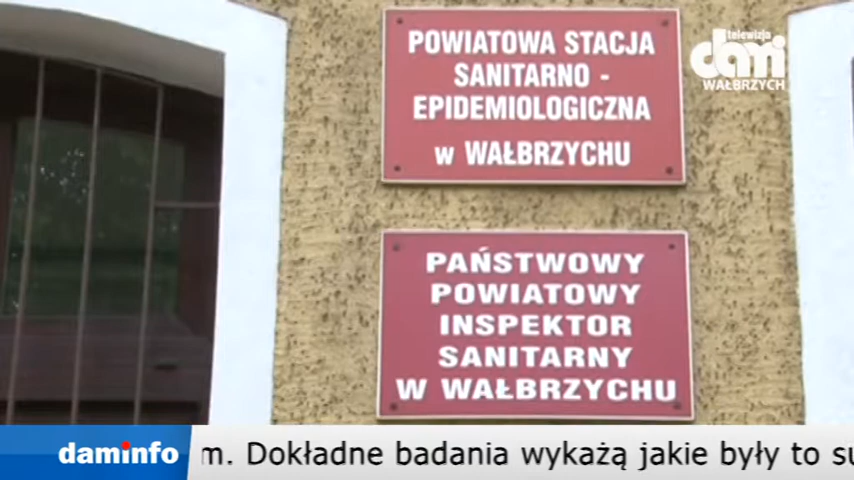 POWIATOWA STACJA
SANITARNO -
EPIDEMIOLOGICZNA
w WAŁBRZYCHU
telewizja
dami
WAŁBRZYCH
PAŃSTWOWY
POWIATOWY
INSPEKTOR
SANITARNY
W WAŁBRZYCHU
daminfo
m. Dokładne badania wykażą jakie były to su